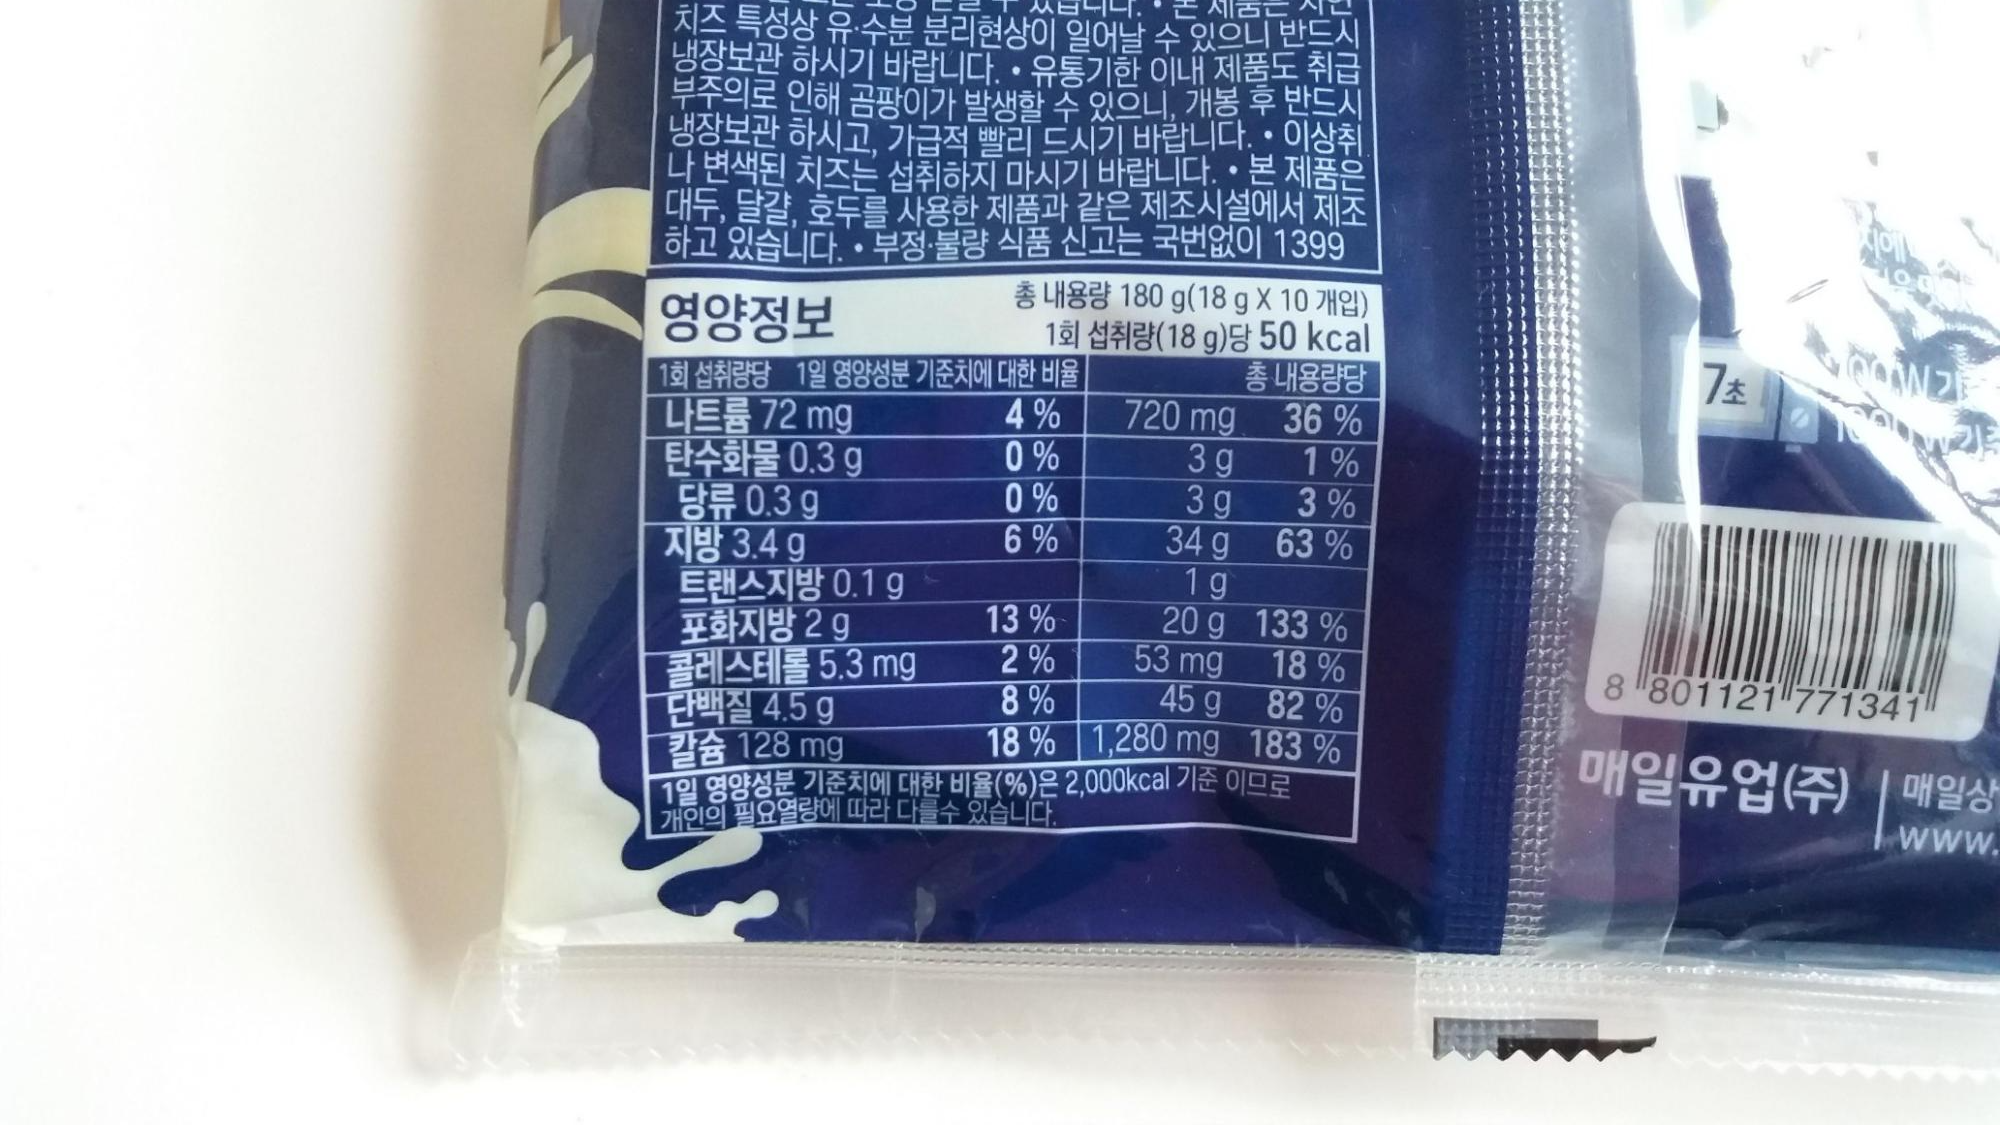 본 제품은 자연
치즈 특성상 유·수분 분리현상이 일어날 수 있으니 반드시
냉장보관 하시기 바랍니다. • 유통기한 이내 제품도 취급
부주의로 인해 곰팡이가 발생할 수 있으니, 개봉 후 반드시
냉장보관 하시고, 가급적 빨리 드시기 바랍니다. • 이상취
나 변색된 치즈는 섭취하지 마시기 바랍니다. • 본 제품은
대두, 달걀, 호두를 사용한 제품과 같은 제조시설에서 제조
하고 있습니다. • 부정·불량 식품 신고는 국번없이 1399
영양정보
총 내용량 180 g(18 g X 10 개입)
1회 섭취량(18 g)당 50 kcal
1회 섭취량당 1일 영양성분 기준치에 대한 비율 총 내용량당
나트륨 72 mg 4 % 720 mg 36 %
탄수화물 0.3 g 0 % 3 g 1 %
당류 0.3 g 0 % 3 g 3 %
지방 3.4 g 6 % 34 g 63 %
트랜스지방 0.1 g 1 g
포화지방 2 g 13 % 20 g 133 %
콜레스테롤 5.3 mg 2 % 53 mg 18 %
단백질 4.5 g 8 % 45 g 82 %
칼슘 128 mg 18 % 1,280 mg 183 %
1일 영양성분 기준치에 대한 비율(%)은 2,000kcal 기준 이므로
개인의 필요열량에 따라 다를수 있습니다.
7초
8 801121 771341
매일유업(주) | 매일상
www.